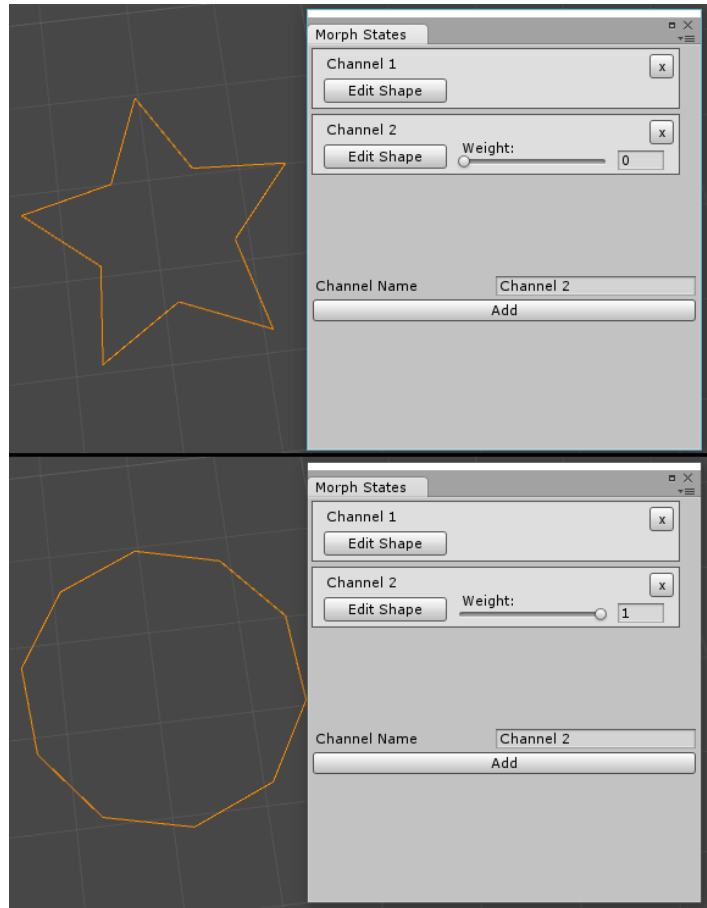 Morph States
Channel 1
x
Edit Shape
Channel 2
x
Edit Shape
Weight:
0
Channel Name
Channel 2
Add
Morph States
Channel 1
x
Edit Shape
Channel 2
x
Edit Shape
Weight:
1
Channel Name
Channel 2
Add